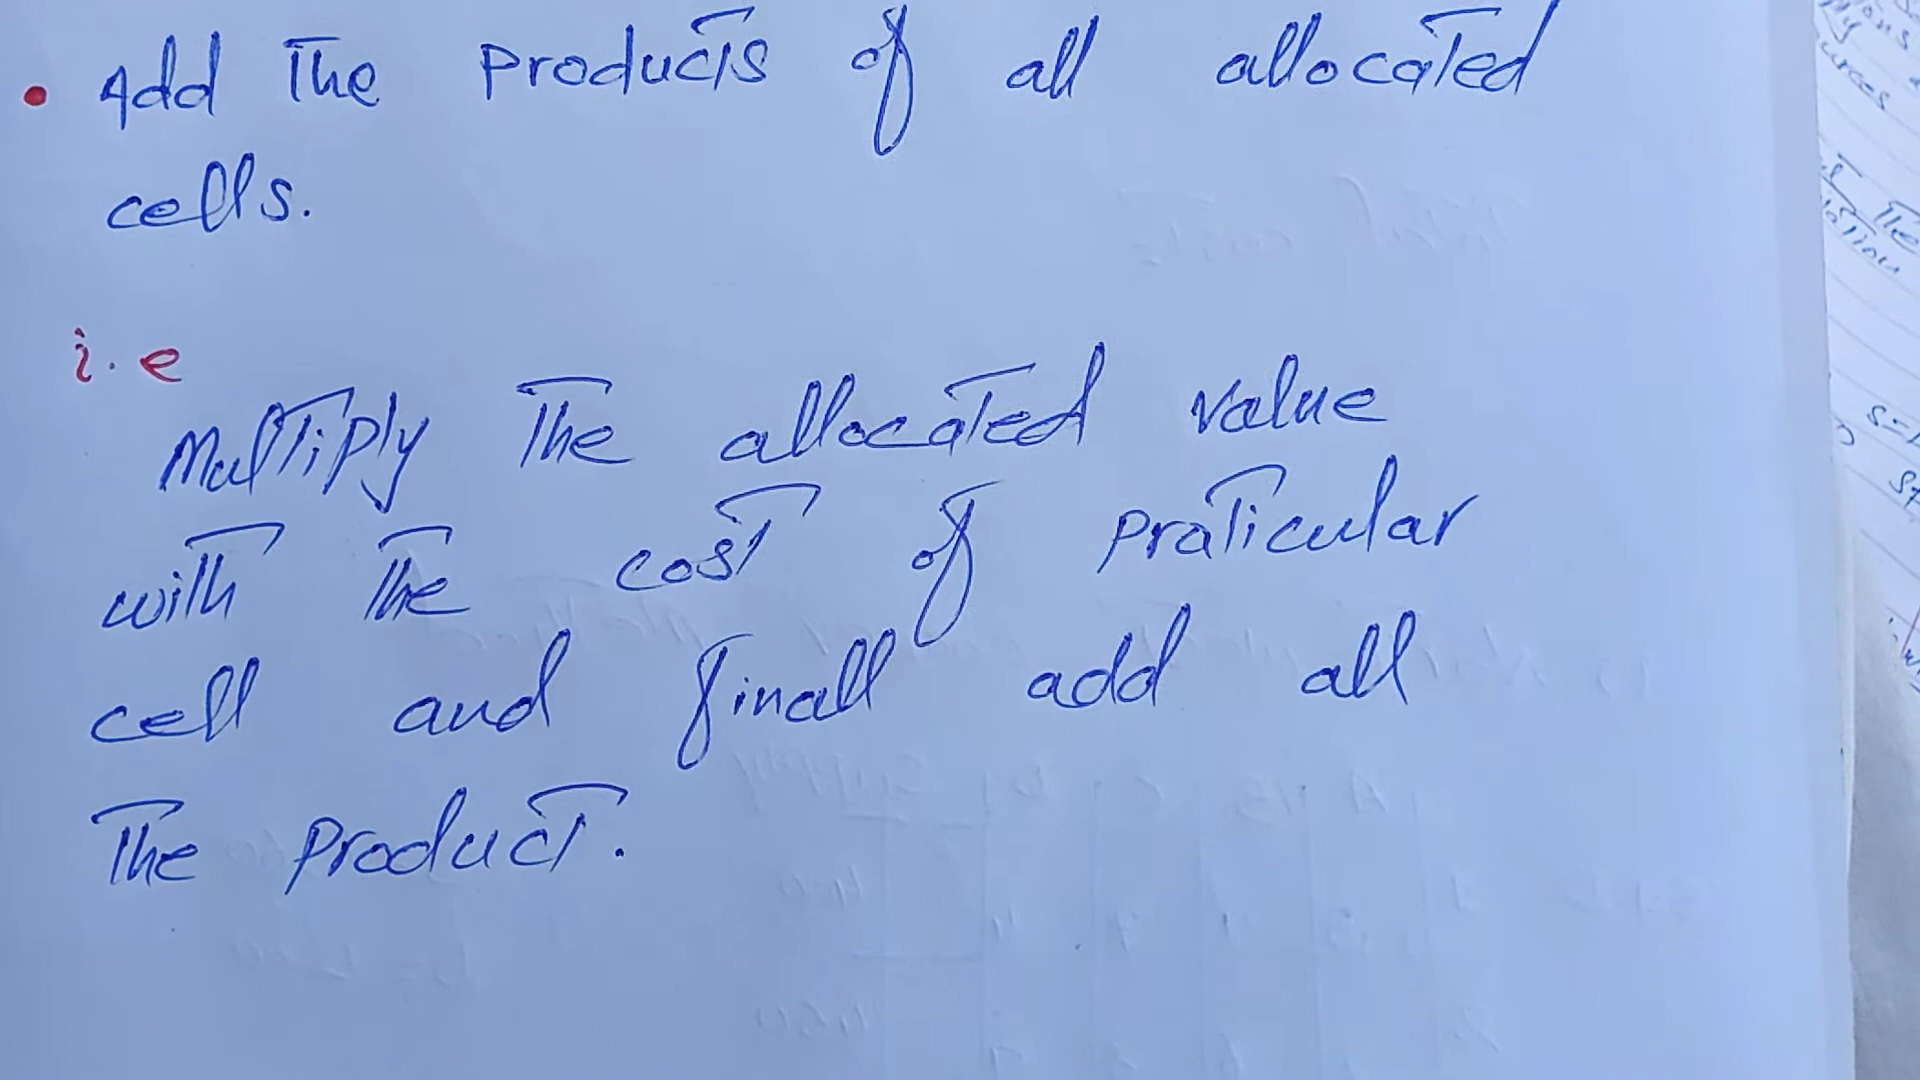 • Add The Products of all allocated
cells.
i.e
Multiply The allocated value
with The cost of praticular
cell and finall add all
The product.